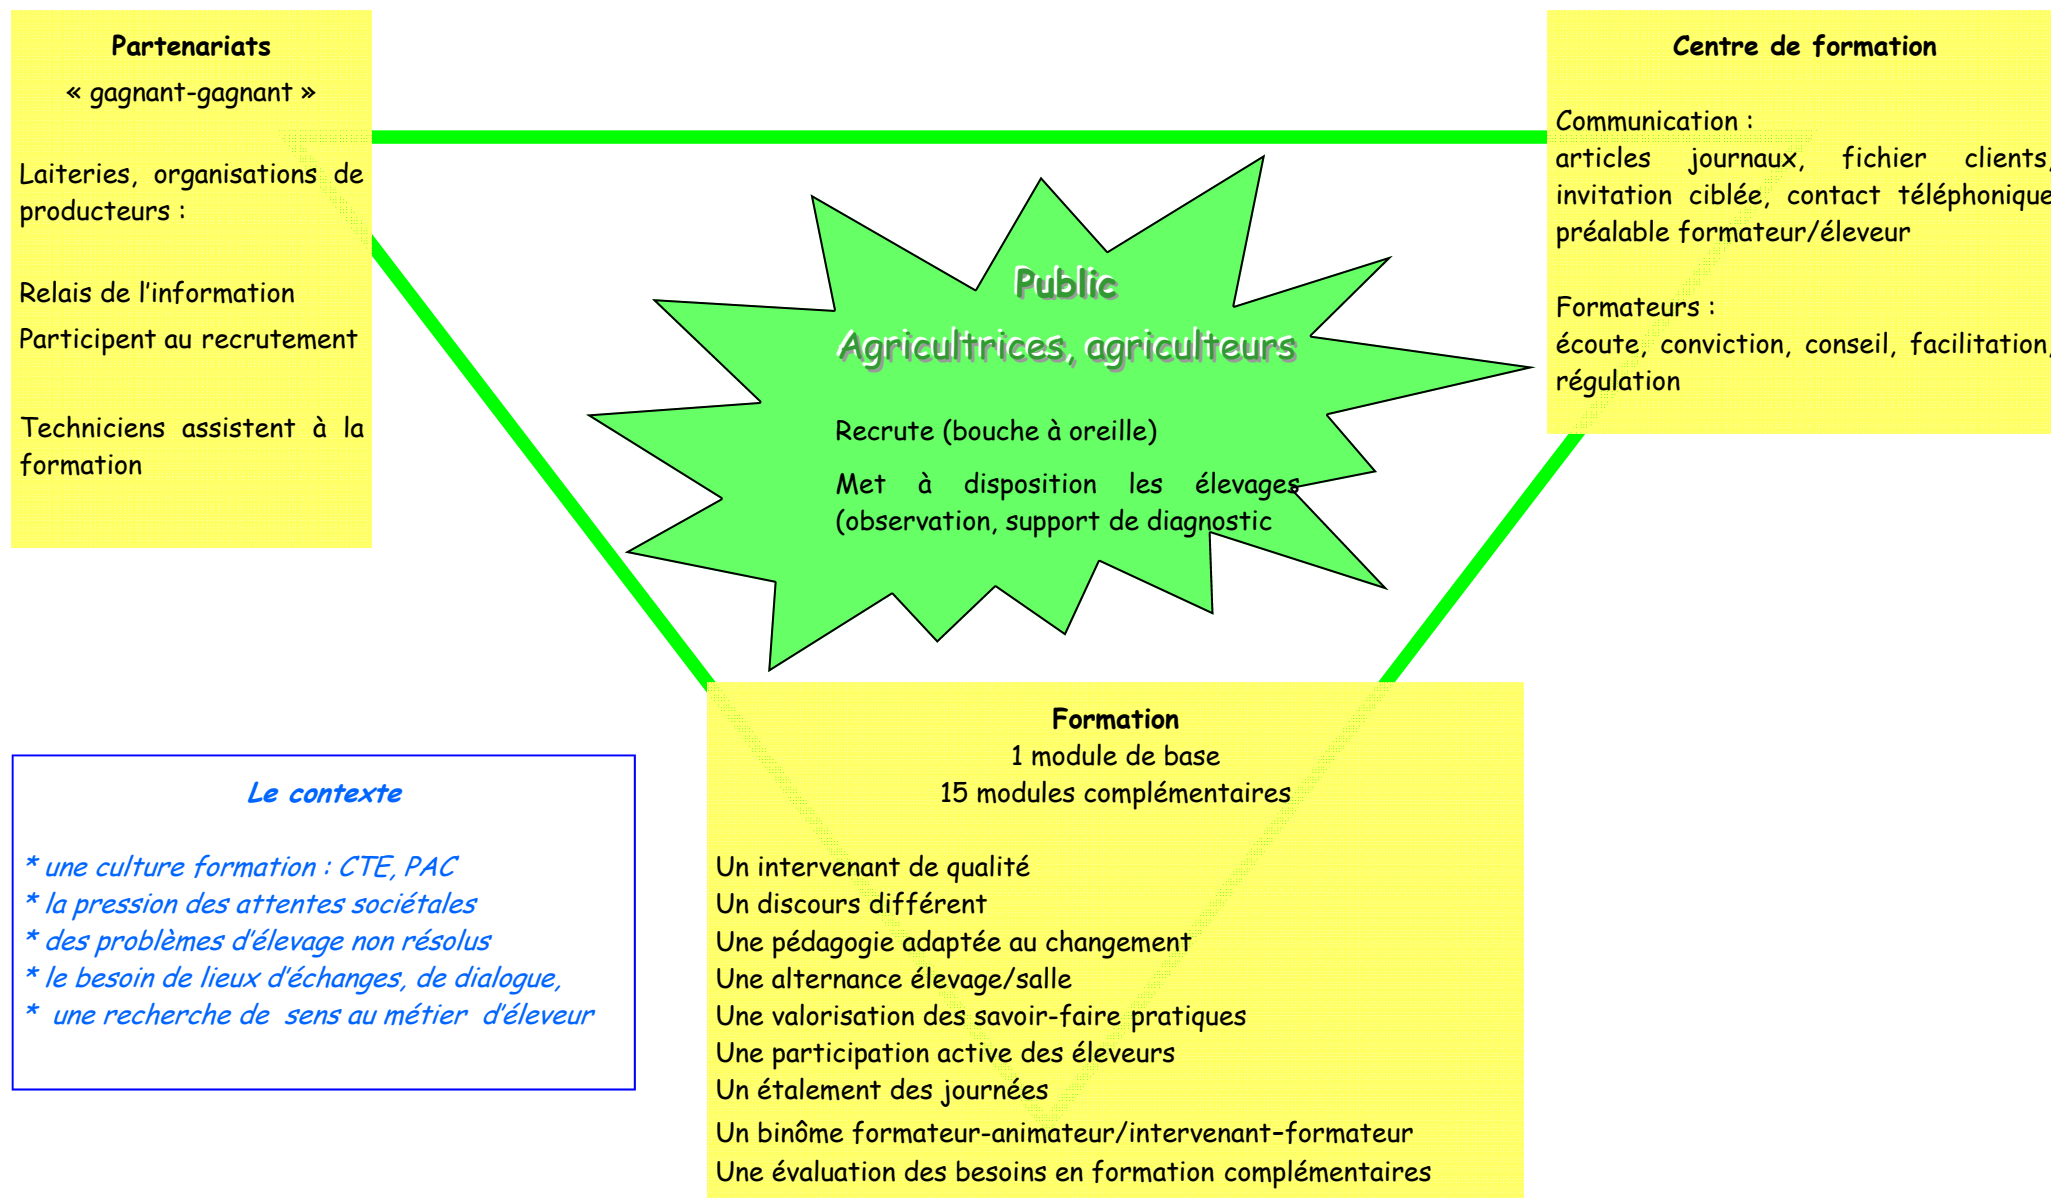 Partenariats
« gagnant-gagnant »
Laiteries, organisations de
producteurs :
Relais de l'information
Participent au recrutement
Techniciens assistent à la
formation
Centre de formation
Communication :
articles journaux, fichier clients,
invitation ciblée, contact téléphonique
préalable formateur/éleveur
Formateurs :
écoute, conviction, conseil, facilitation,
régulation
Public
Agricultrices, agriculteurs
Recrute (bouche à oreille)
Met à disposition les élevages
(observation, support de diagnostic
Formation
1 module de base
15 modules complémentaires
Un intervenant de qualité
Un discours différent
Une pédagogie adaptée au changement
Une alternance élevage/salle
Une valorisation des savoir-faire pratiques
Une participation active des éleveurs
Un étalement des journées
Un binôme formateur-animateur/intervenant–formateur
Une évaluation des besoins en formation complémentaires
Le contexte
* une culture formation : CTE, PAC
* la pression des attentes sociétales
* des problèmes d'élevage non résolus
* le besoin de lieux d'échanges, de dialogue,
* une recherche de sens au métier d'éleveur